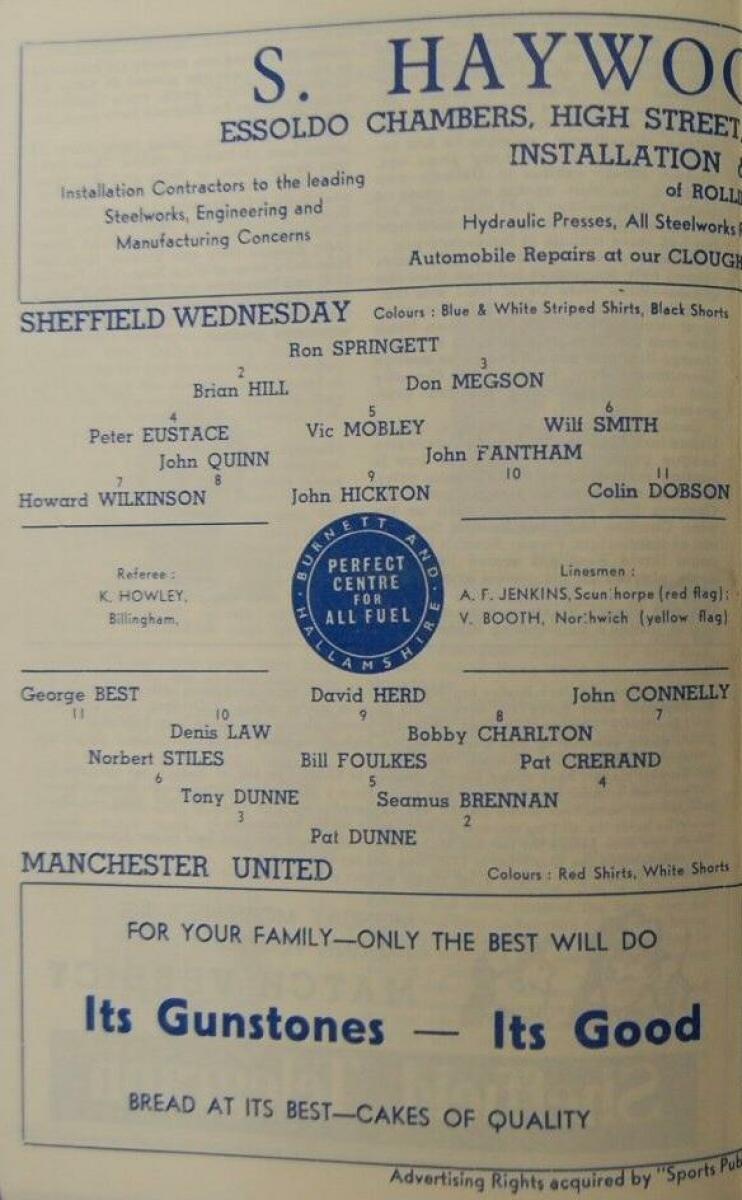 S. HAYWOO
ESSOLDO CHAMBERS, HIGH STREET,
INSTALLATION &
Installation Contractors to the leading
Steelworks, Engineering and
Manufacturing Concerns
of ROLL
Hydraulic Presses, All Steelworks
Automobile Repairs at our CLOUGH
SHEFFIELD WEDNESDAY Colours : Blue & White Striped Shirts, Black Shorts
Ron SPRINGETT
2 3
Brian HILL Don MEGSON
4 5 6
Peter EUSTACE Vic MOBLEY Wilf SMITH
John QUINN John FANTHAM
7 8 9 10 11
Howard WILKINSON John HICKTON Colin DOBSON
Referee :
K. HOWLEY,
Billingham,
BURNETT AND HALLAMSHIRE
PERFECT
CENTRE
FOR
ALL FUEL
Linesmen :
A. F. JENKINS, Scun:horpe (red flag);
V. BOOTH, Nor:hwich (yellow flag)
George BEST David HERD John CONNELLY
11 10 9 8 7
Denis LAW Bobby CHARLTON
Norbert STILES Bill FOULKES Pat CRERAND
6 5 4
Tony DUNNE Seamus BRENNAN
3 2
Pat DUNNE
MANCHESTER UNITED Colours : Red Shirts, White Shorts
FOR YOUR FAMILY—ONLY THE BEST WILL DO
Its Gunstones — Its Good
BREAD AT ITS BEST—CAKES OF QUALITY
Advertising Rights acquired by "Sports Pub